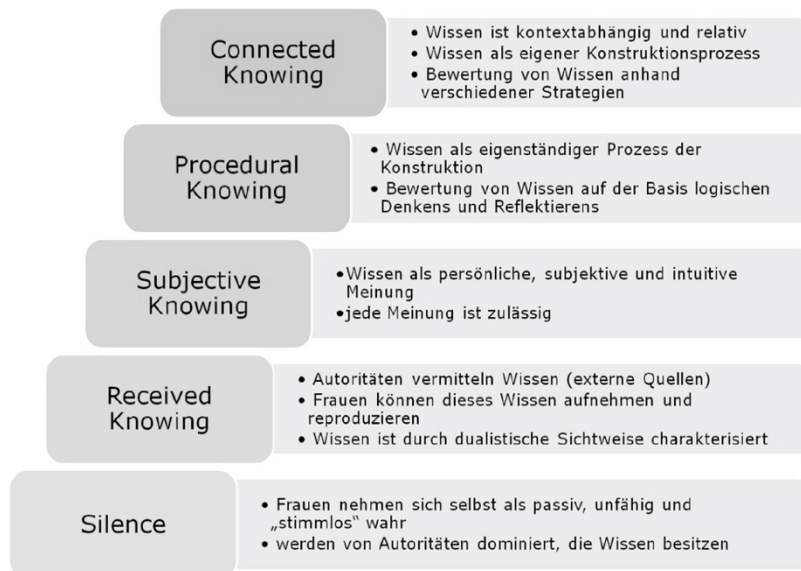 Connected
Knowing
• Wissen ist kontextabhängig und relativ
• Wissen als eigener Konstruktionsprozess
• Bewertung von Wissen anhand
verschiedener Strategien
Procedural
Knowing
• Wissen als eigenständiger Prozess der
Konstruktion
• Bewertung von Wissen auf der Basis logischen
Denkens und Reflektierens
Subjective
Knowing
•Wissen als persönliche, subjektive und intuitive
Meinung
•jede Meinung ist zulässig
Received
Knowing
• Autoritäten vermitteln Wissen (externe Quellen)
• Frauen können dieses Wissen aufnehmen und
reproduzieren
• Wissen ist durch dualistische Sichtweise charakterisiert
Silence
• Frauen nehmen sich selbst als passiv, unfähig und
„stimmlos“ wahr
• werden von Autoritäten dominiert, die Wissen besitzen